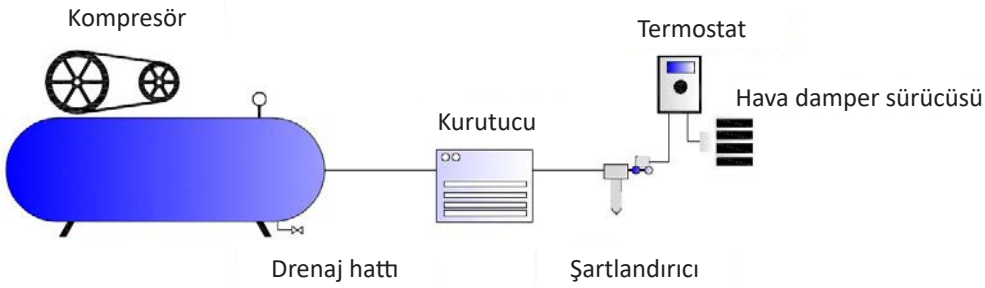 Kompresör
Termostat
Hava damper sürücüsü
Kurutucu
Drenaj hattı
Şartlandırıcı